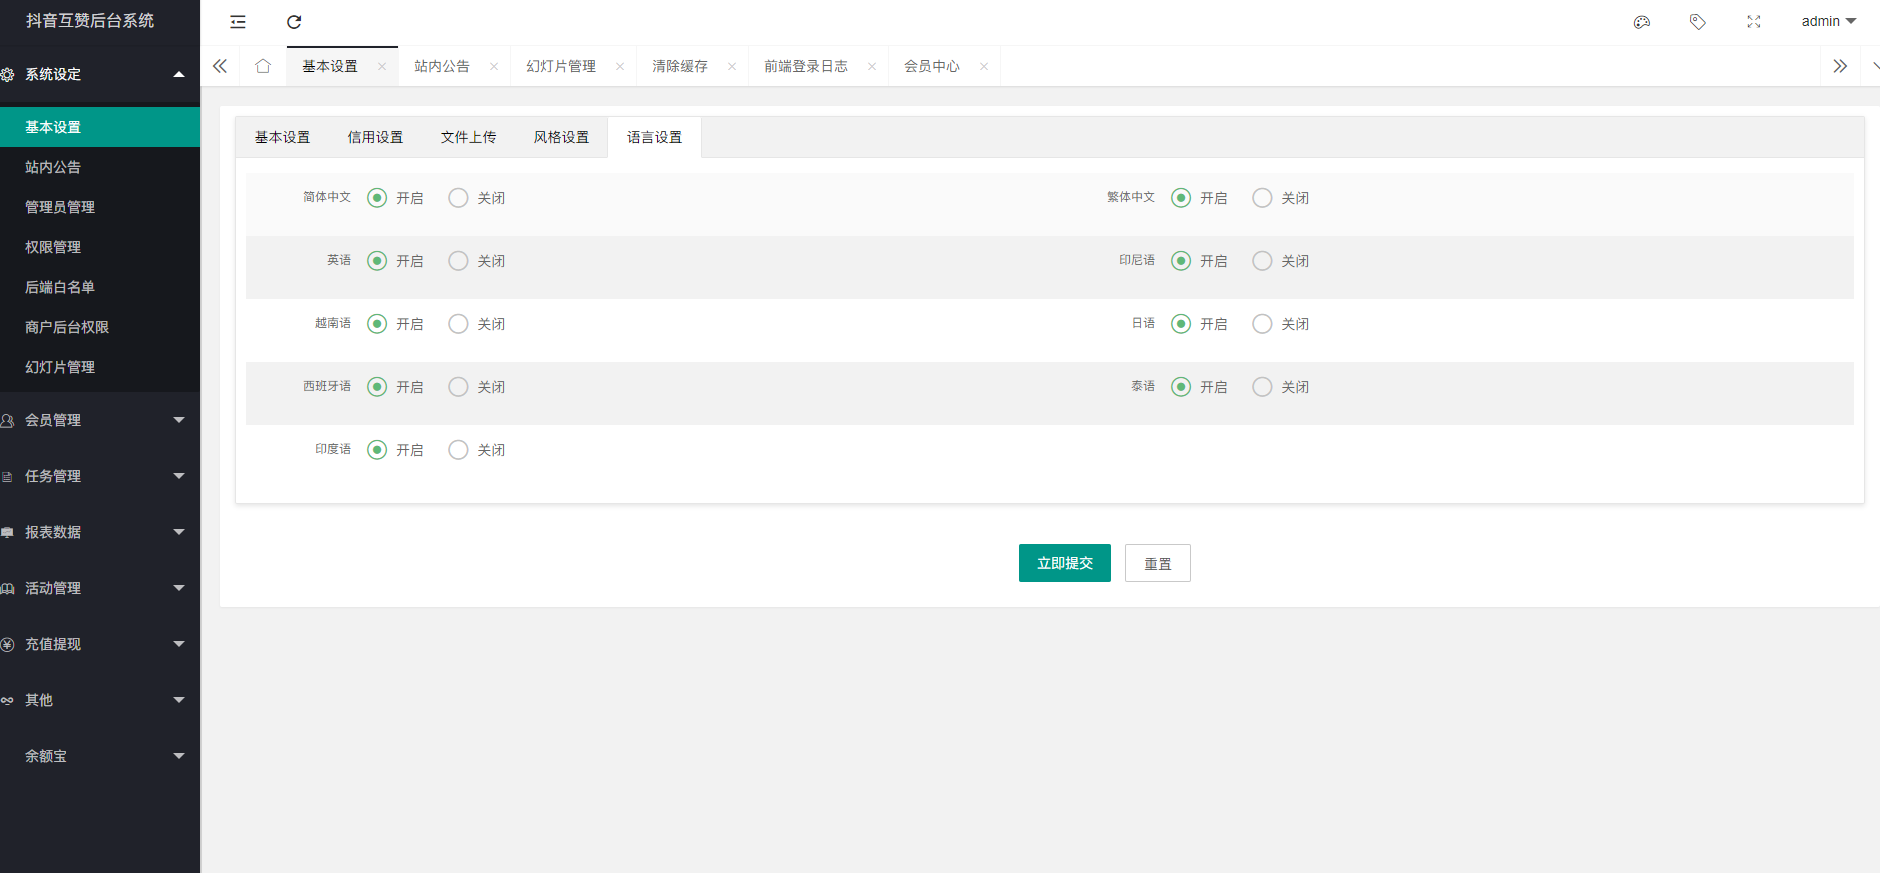 抖音互赞后台系统
admin
系统设定
基本设置
站内公告
管理员管理
权限管理
后端白名单
商户后台权限
幻灯片管理
会员管理
任务管理
报表数据
活动管理
充值提现
其他
余额宝
基本设置 站内公告 幻灯片管理 清除缓存 前端登录日志 会员中心
基本设置 信用设置 文件上传 风格设置 语言设置
简体中文 开启 关闭 繁体中文 开启 关闭
英语 开启 关闭 印尼语 开启 关闭
越南语 开启 关闭 日语 开启 关闭
西班牙语 开启 关闭 泰语 开启 关闭
印度语 开启 关闭
立即提交 重置